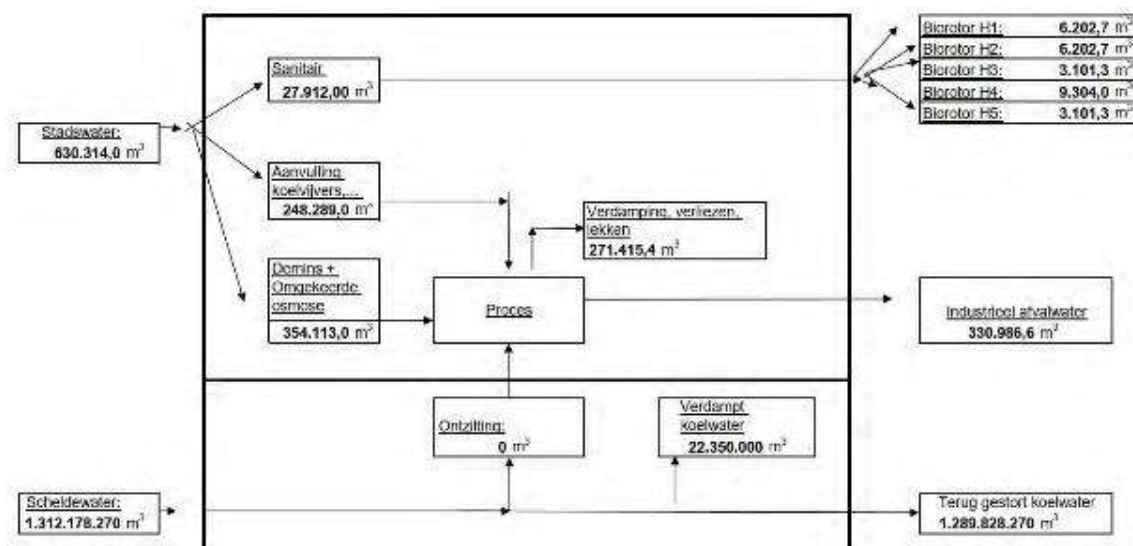 Biorotor H1: 6.202,7 m³
Biorotor H2: 6.202,7 m³
Biorotor H3: 3.101,3 m³
Biorotor H4: 9.304,0 m³
Biorotor H5: 3.101,3 m³
Sanitair
27.912,00 m³
Stadswater:
630.314,0 m³
Aanvulling
koelvijvers,...
248.289,0 m³
Verdamping, verliezen,
lekken
271.415,4 m³
Demins +
Omgekeerde
osmose
354.113,0 m³
Proces
Industrieel afvalwater
330.986,6 m³
Ontzilting:
0 m³
Verdampt
koelwater
22.350.000 m³
Scheldewater:
1.312.178.270 m³
Terug gestort koelwater
1.289.828.270 m³